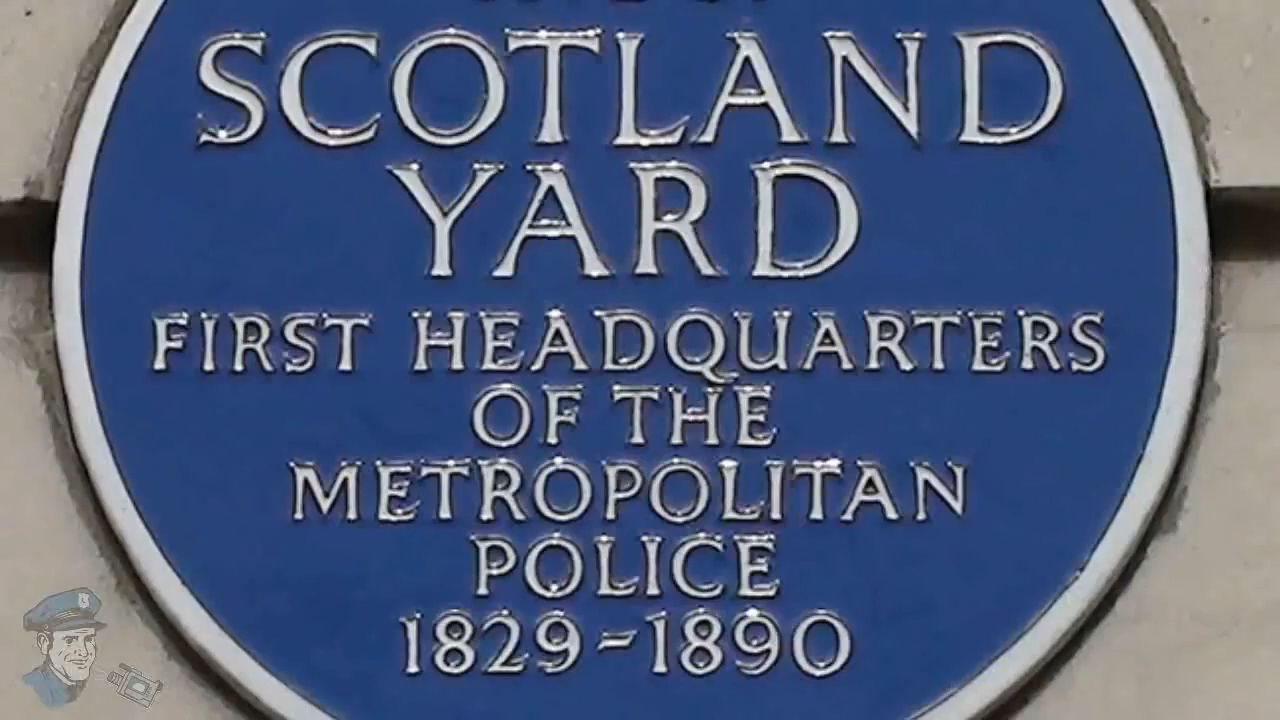 SCOTLAND
YARD
FIRST HEADQUARTERS
OF THE
METROPOLITAN
POLICE
1829-1890